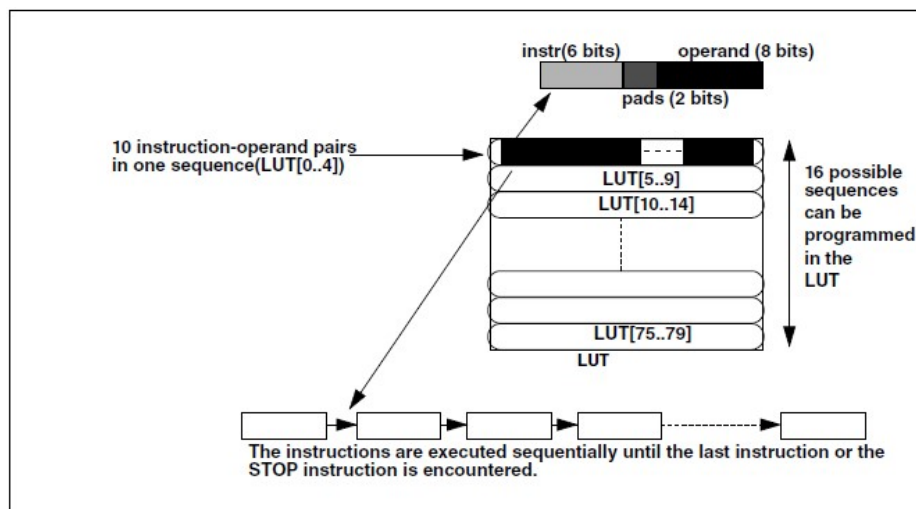 instr(6 bits) operand (8 bits)
pads (2 bits)
10 instruction-operand pairs
in one sequence(LUT[0..4])
LUT[5..9]
LUT[10..14]
16 possible
sequences
can be
programmed
in the
LUT
LUT[75..79]
LUT
The instructions are executed sequentially until the last instruction or the
STOP instruction is encountered.